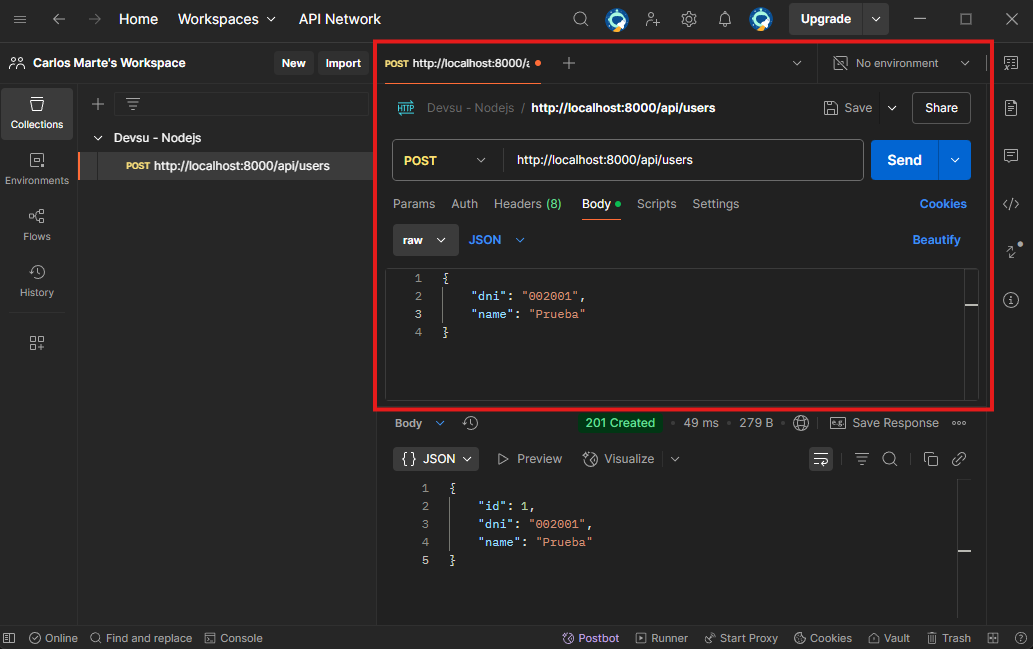 Home Workspaces API Network Upgrade
Carlos Marte's Workspace New Import
POST http://localhost:8000/a No environment
Collections
Environments
Flows
History
Devsu - Nodejs
POST http://localhost:8000/api/users
HTTP Devsu - Nodejs / http://localhost:8000/api/users Save Share
POST http://localhost:8000/api/users Send
Params Auth Headers (8) Body Scripts Settings Cookies
raw JSON Beautify
1 {
2 "dni": "002001",
3 "name": "Prueba"
4 }
Body 201 Created 49 ms 279 B e.g. Save Response
{} JSON Preview Visualize
1 {
2 "id": 1,
3 "dni": "002001",
4 "name": "Prueba"
5 }
Online Find and replace Console Postbot Runner Start Proxy Cookies Vault Trash